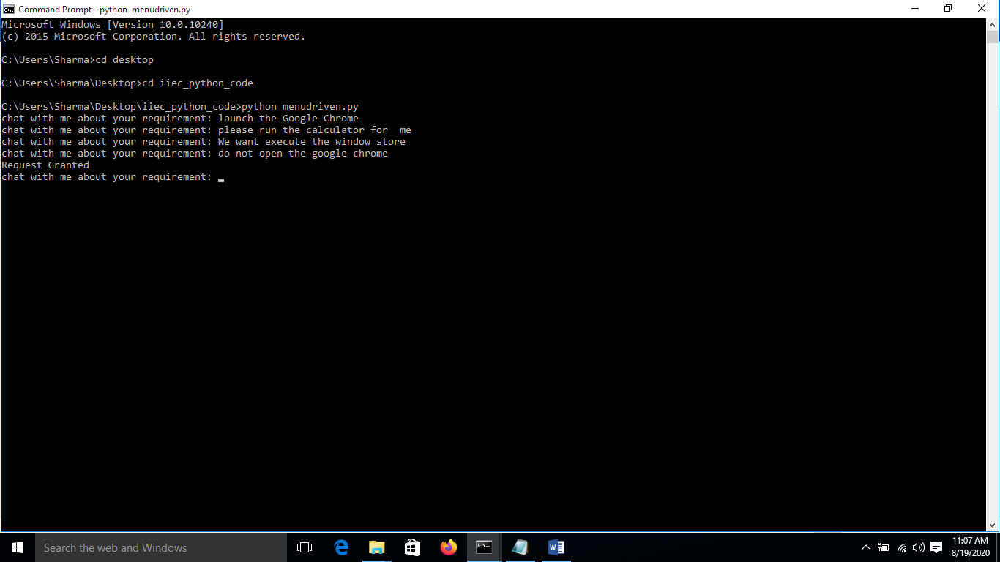 Command Prompt - python  menudriven.py
Microsoft Windows [Version 10.0.10240]
(c) 2015 Microsoft Corporation. All rights reserved.
C:\Users\Sharma>cd desktop
C:\Users\Sharma\Desktop>cd iiec_python_code
C:\Users\Sharma\Desktop\iiec_python_code>python menudriven.py
chat with me about your requirement: launch the Google Chrome
chat with me about your requirement: please run the calculator for  me
chat with me about your requirement: We want execute the window store
chat with me about your requirement: do not open the google chrome
Request Granted
chat with me about your requirement: _
Search the web and Windows
11:07 AM
8/19/2020